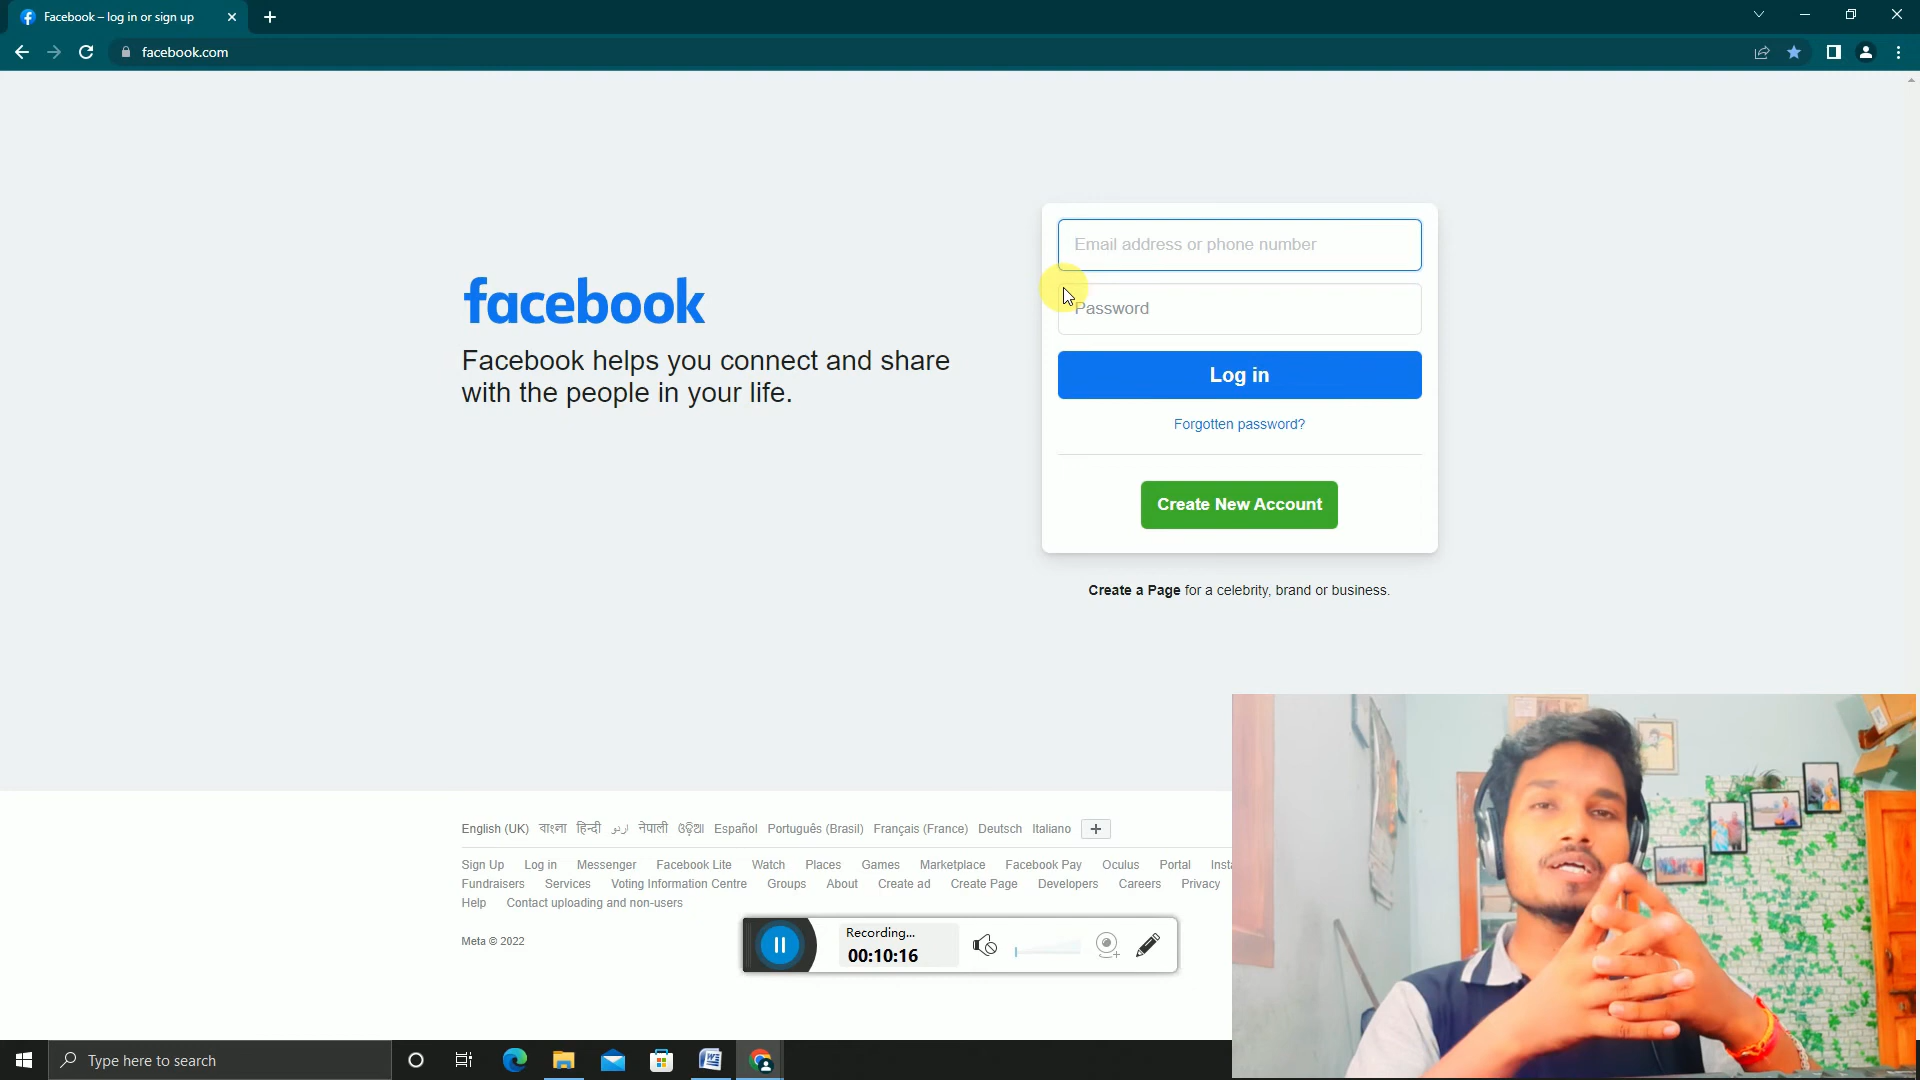 Facebook – log in or sign up
facebook.com
Email address or phone number
facebook
Password
Facebook helps you connect and share
with the people in your life.
Log in
Forgotten password?
Create New Account
Create a Page for a celebrity, brand or business.
English (UK) বাংলা हिन्दी اردو नेपाली ଓଡ଼ିଆ Español Português (Brasil) Français (France) Deutsch Italiano
Sign Up Log in Messenger Facebook Lite Watch Places Games Marketplace Facebook Pay Oculus Portal Insta
Fundraisers Services Voting Information Centre Groups About Create ad Create Page Developers Careers Privacy
Help Contact uploading and non-users
Meta © 2022
Recording...
00:10:16
Type here to search